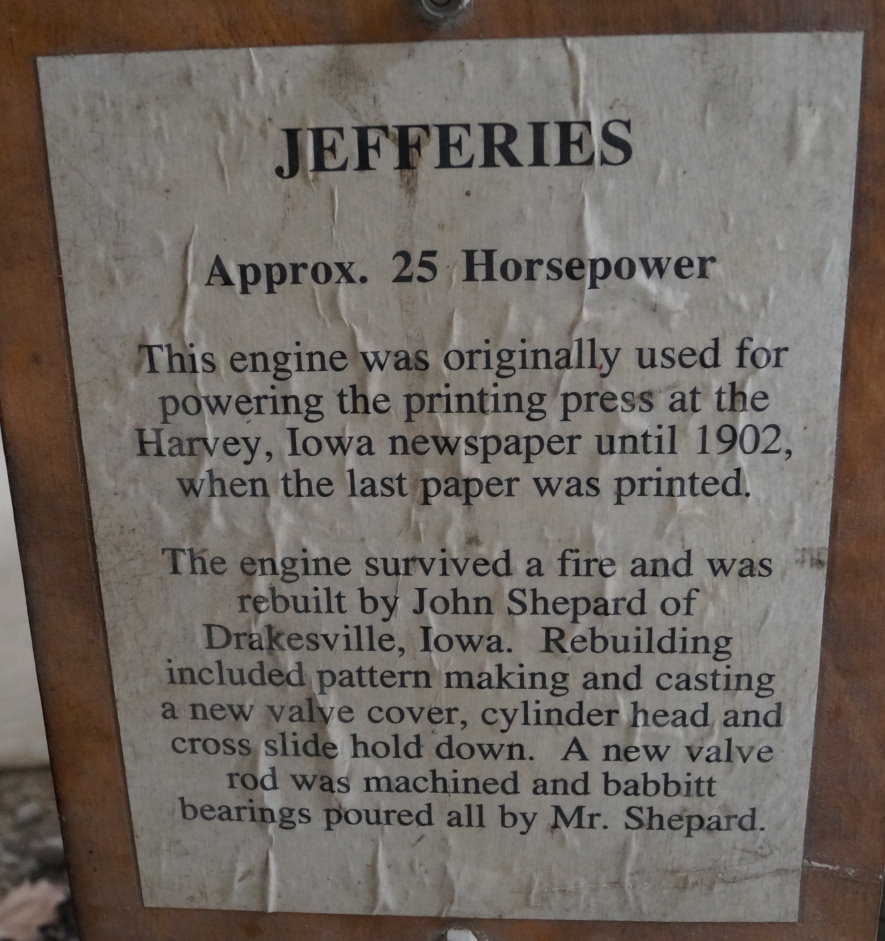 JEFFERIES
Approx. 25 Horsepower
This engine was originally used for
powering the printing press at the
Harvey, Iowa newspaper until 1902,
when the last paper was printed.
The engine survived a fire and was
rebuilt by John Shepard of
Drakesville, Iowa. Rebuilding
included pattern making and casting
a new valve cover, cylinder head and
cross slide hold down. A new valve
rod was machined and babbitt
bearings poured all by Mr. Shepard.